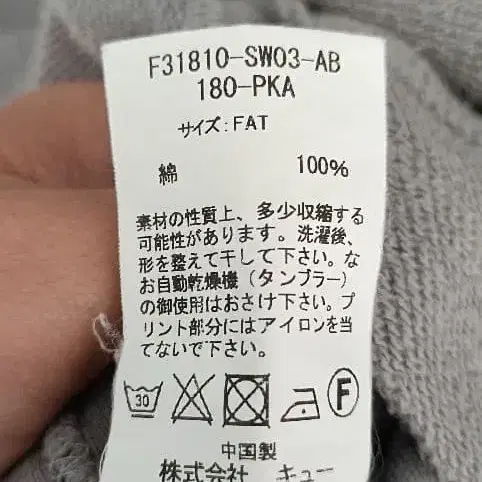 F31810-SW03-AB
180-PKA
サイズ:FAT
綿 100%
素材の性質上、多少収縮する
可能性があります。洗濯後、
形を整えて干して下さい。な
お自動乾燥機(タンブラー)
の御使用はおさけ下さい。プ
リント部分にはアイロンを当
てないで下さい。
30 F
中国製
株式会社 キュー